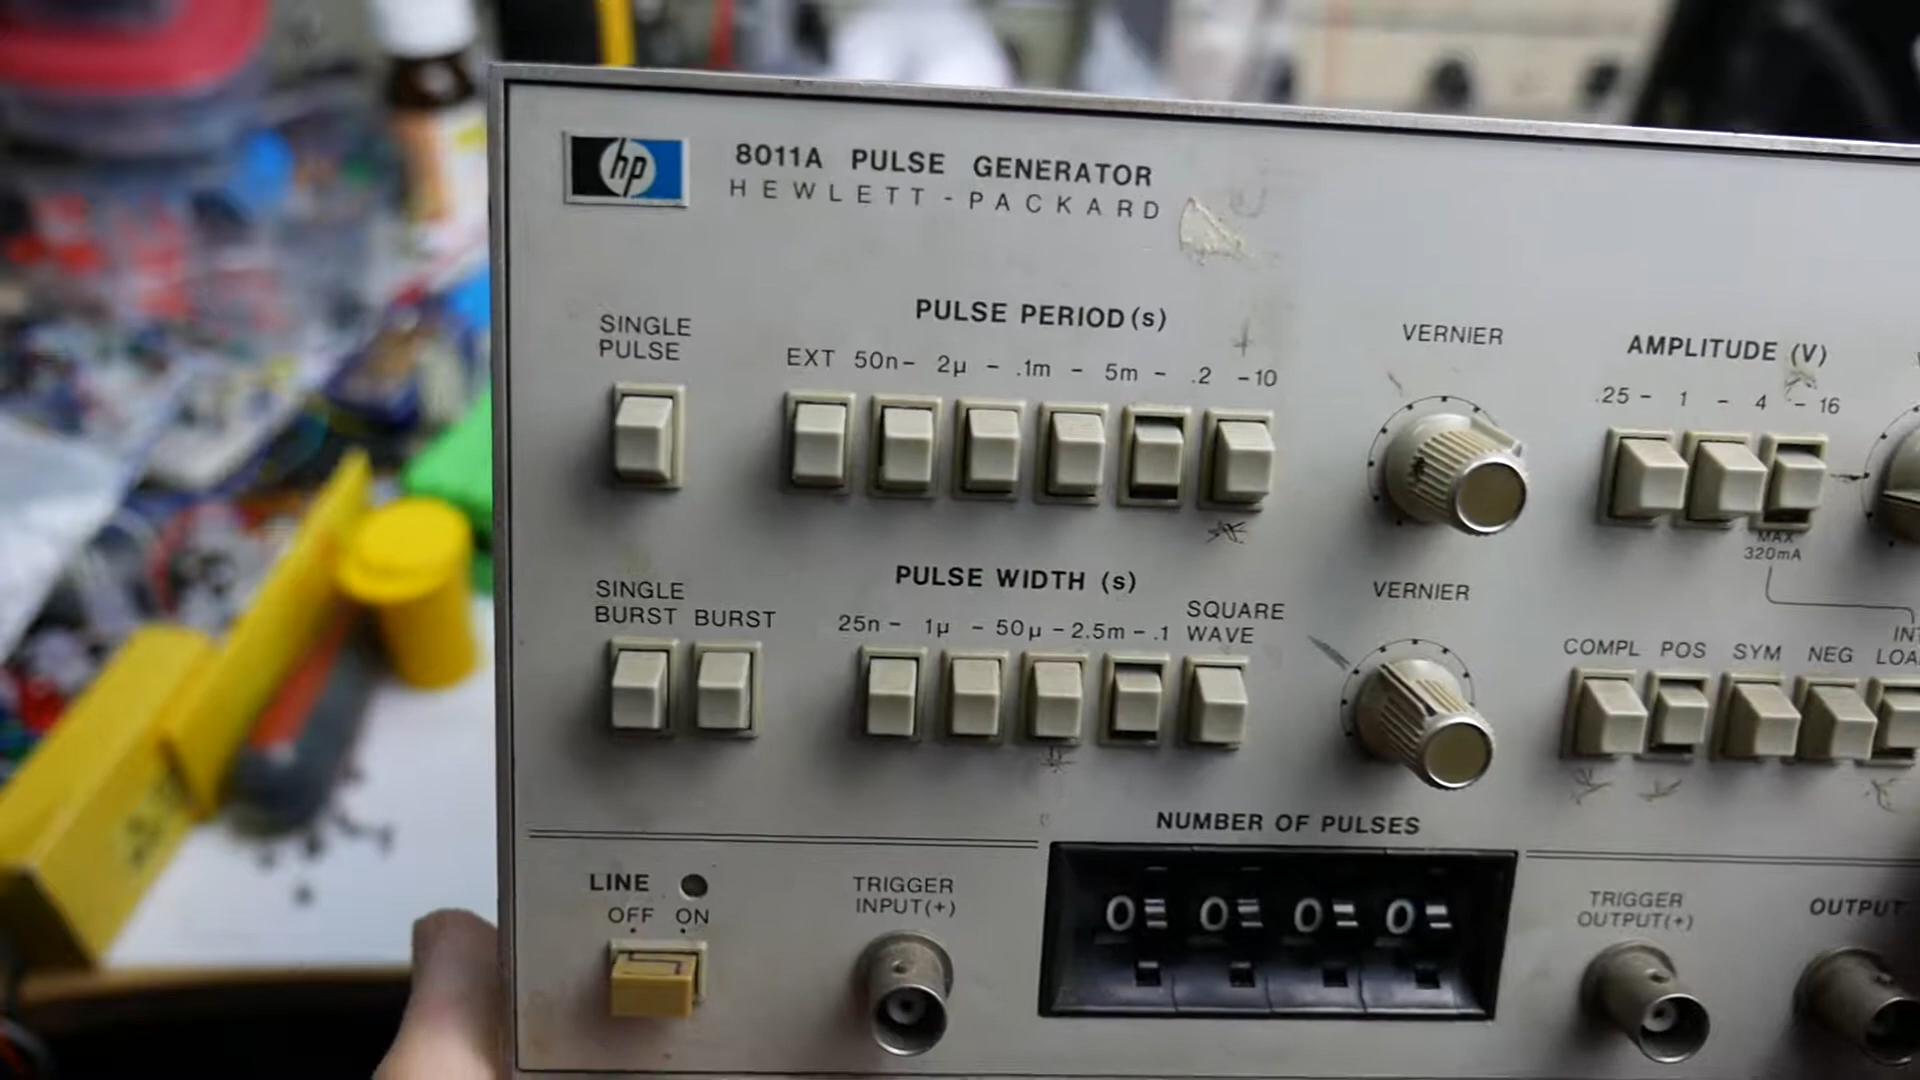 hp
8011A PULSE GENERATOR
HEWLETT-PACKARD
SINGLE
PULSE
PULSE PERIOD (s)
EXT 50n - 2µ - .1m - 5m - .2 - 10
VERNIER
AMPLITUDE (V)
.25 - 1 - 4 - 16
MAX
320mA
SINGLE
BURST BURST
PULSE WIDTH (s)
25n - 1µ - 50µ - 2.5m - .1
SQUARE
WAVE
VERNIER
COMPL POS SYM NEG
NUMBER OF PULSES
0 0 0 0
LINE
OFF ON
TRIGGER
INPUT(+)
TRIGGER
OUTPUT(+)
OUTPUT